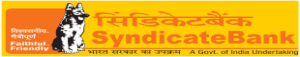 विश्वसनीय, मैत्रीपूर्ण
Faithful
Friendly
सिंडिकेटबैंक
SyndicateBank
भारत सरकार का उपक्रम A Govt. of India Undertaking